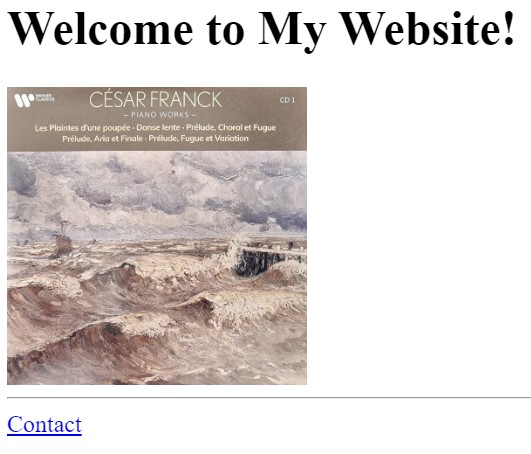 Welcome to My Website!
WARNER CLASSICS
CÉSAR FRANCK
CD 1
– PIANO WORKS –
Les Plaintes d'une poupée • Danse lente • Prélude, Choral et Fugue
Prélude, Aria et Finale • Prélude, Fugue et Variation
Contact